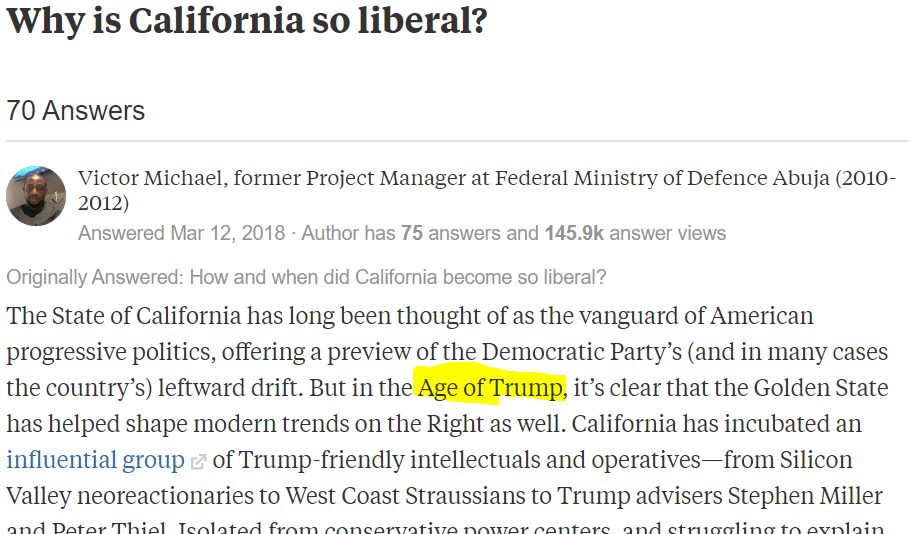 Why is California so liberal?
70 Answers
Victor Michael, former Project Manager at Federal Ministry of Defence Abuja (2010-
2012)
Answered Mar 12, 2018 · Author has 75 answers and 145.9k answer views
Originally Answered: How and when did California become so liberal?
The State of California has long been thought of as the vanguard of American
progressive politics, offering a preview of the Democratic Party’s (and in many cases
the country’s) leftward drift. But in the Age of Trump, it’s clear that the Golden State
has helped shape modern trends on the Right as well. California has incubated an
influential group of Trump-friendly intellectuals and operatives—from Silicon
Valley neoreactionaries to West Coast Straussians to Trump advisers Stephen Miller
and Peter Thiel. Isolated from conservative power centers, and struggling to explain